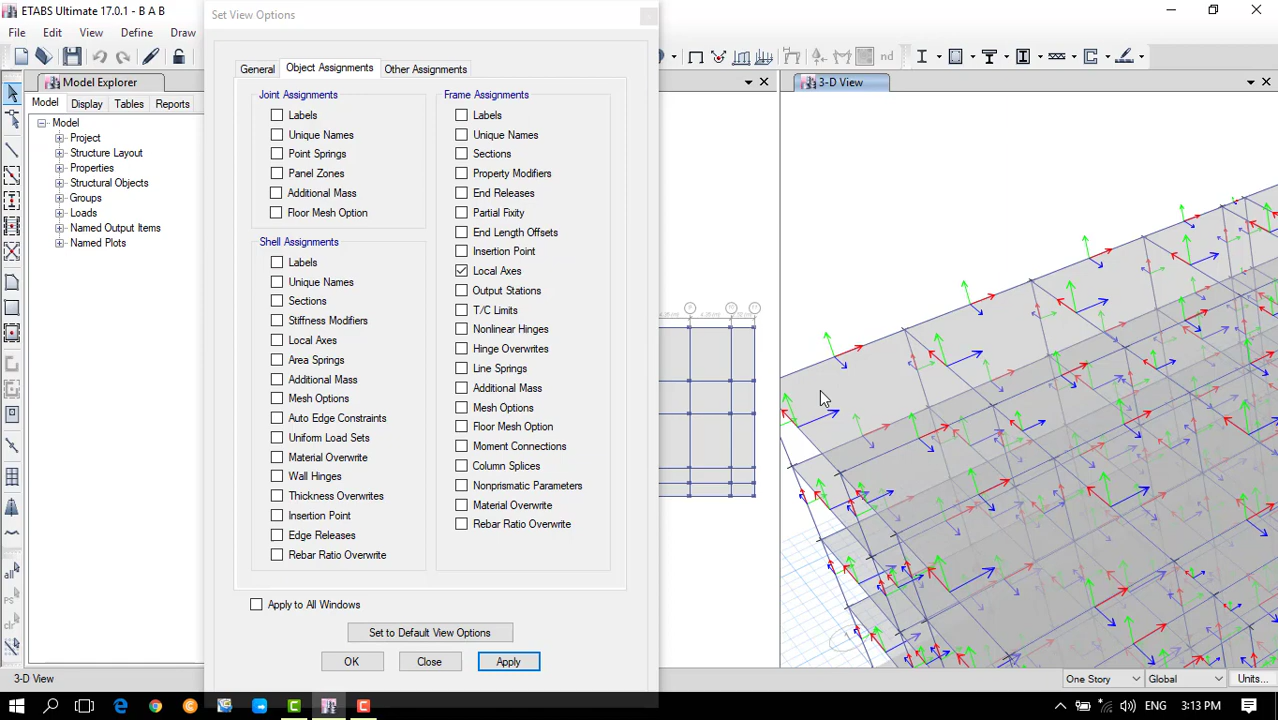 ETABS Ultimate 17.0.1 - B A B
File Edit View Define Draw
Set View Options
nd
Model Explorer
3-D View
Model Display Tables Reports
Model
Project
Structure Layout
Properties
Structural Objects
Groups
Loads
Named Output Items
Named Plots
General Object Assignments Other Assignments
Joint Assignments
Labels
Unique Names
Point Springs
Panel Zones
Additional Mass
Floor Mesh Option
Shell Assignments
Labels
Unique Names
Sections
Stiffness Modifiers
Local Axes
Area Springs
Additional Mass
Mesh Options
Auto Edge Constraints
Uniform Load Sets
Material Overwrite
Wall Hinges
Thickness Overwrites
Insertion Point
Edge Releases
Rebar Ratio Overwrite
Frame Assignments
Labels
Unique Names
Sections
Property Modifiers
End Releases
Partial Fixity
End Length Offsets
Insertion Point
Local Axes
Output Stations
T/C Limits
Nonlinear Hinges
Hinge Overwrites
Line Springs
Additional Mass
Mesh Options
Floor Mesh Option
Moment Connections
Column Splices
Nonprismatic Parameters
Material Overwrite
Rebar Ratio Overwrite
Apply to All Windows
Set to Default View Options
OK Close Apply
all
ps
clr
3-D View
One Story Global Units...
ENG 3:13 PM